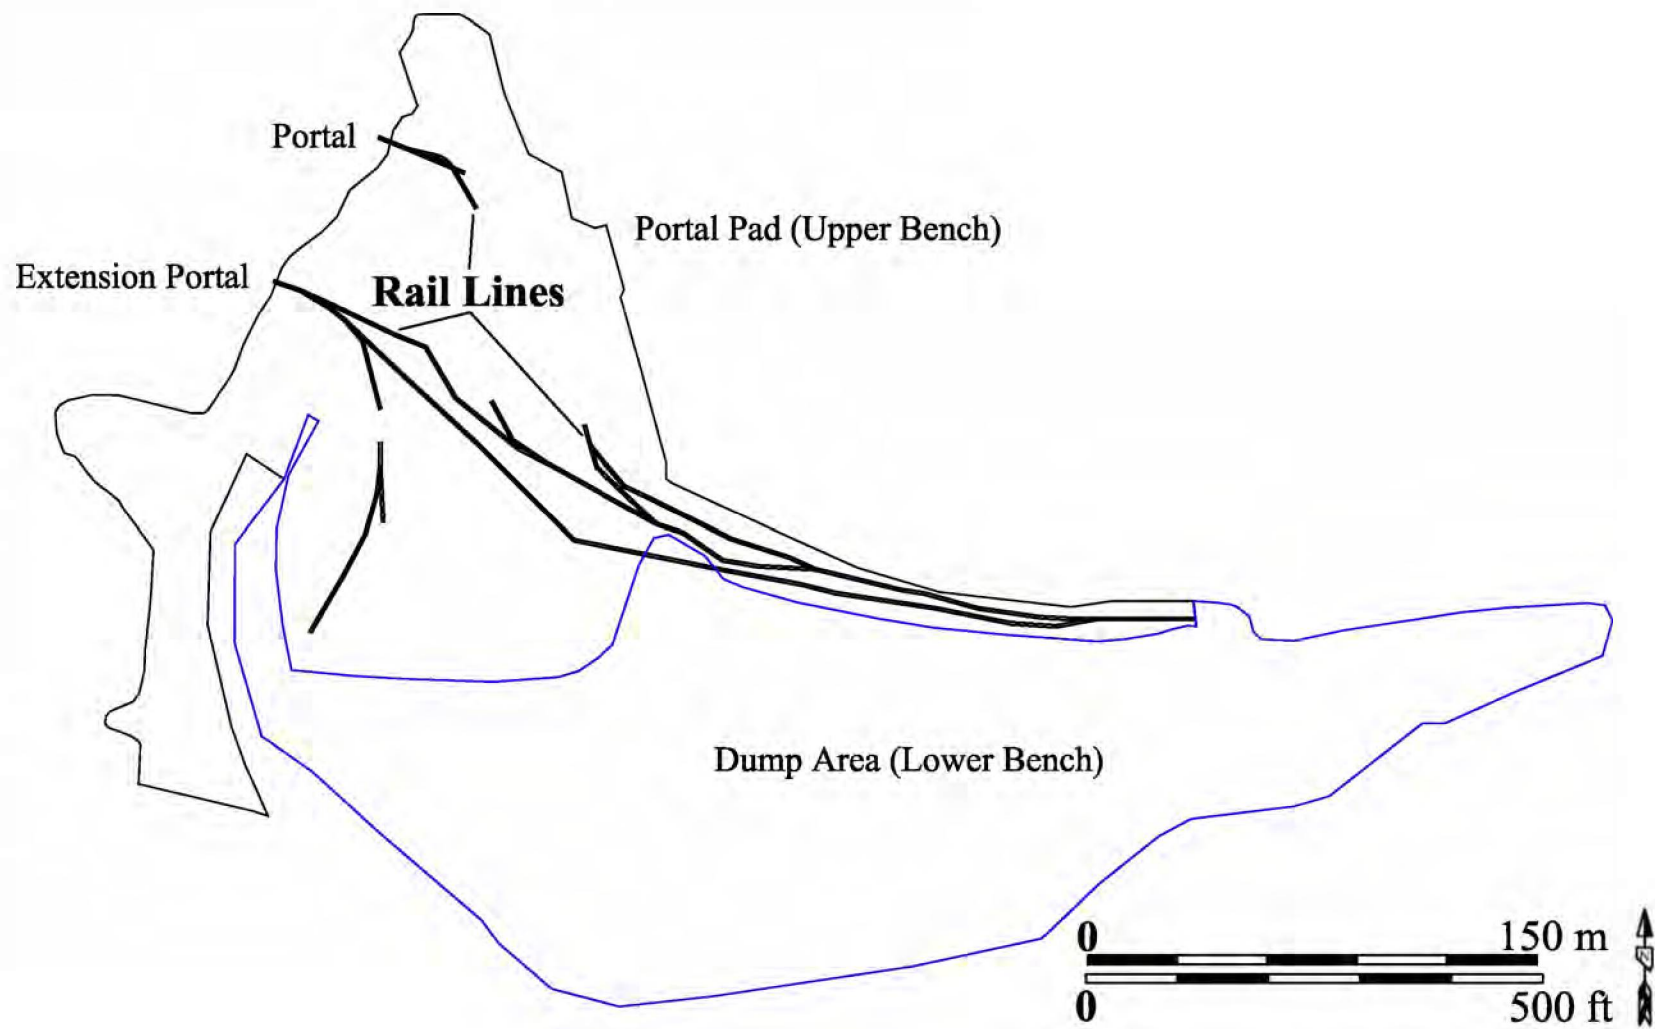 Portal
Portal Pad (Upper Bench)
Extension Portal
Rail Lines
Dump Area (Lower Bench)
0 150 m
0 500 ft
N